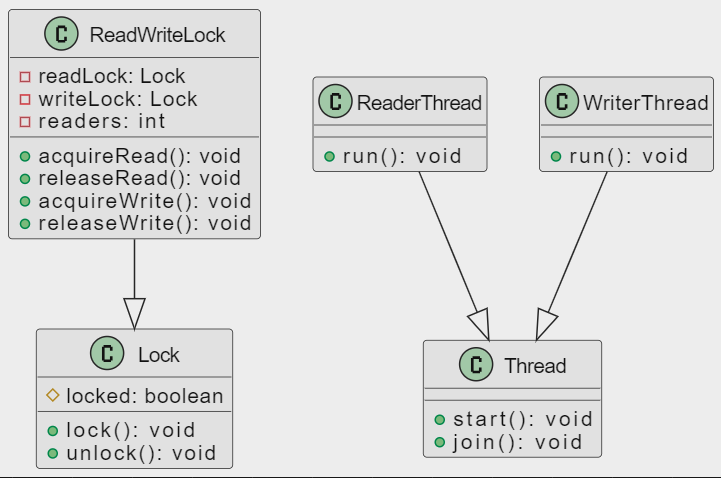 C ReadWriteLock
readLock: Lock
writeLock: Lock
readers: int
acquireRead(): void
releaseRead(): void
acquireWrite(): void
releaseWrite(): void
C ReaderThread
run(): void
C WriterThread
run(): void
C Lock
locked: boolean
lock(): void
unlock(): void
C Thread
start(): void
join(): void